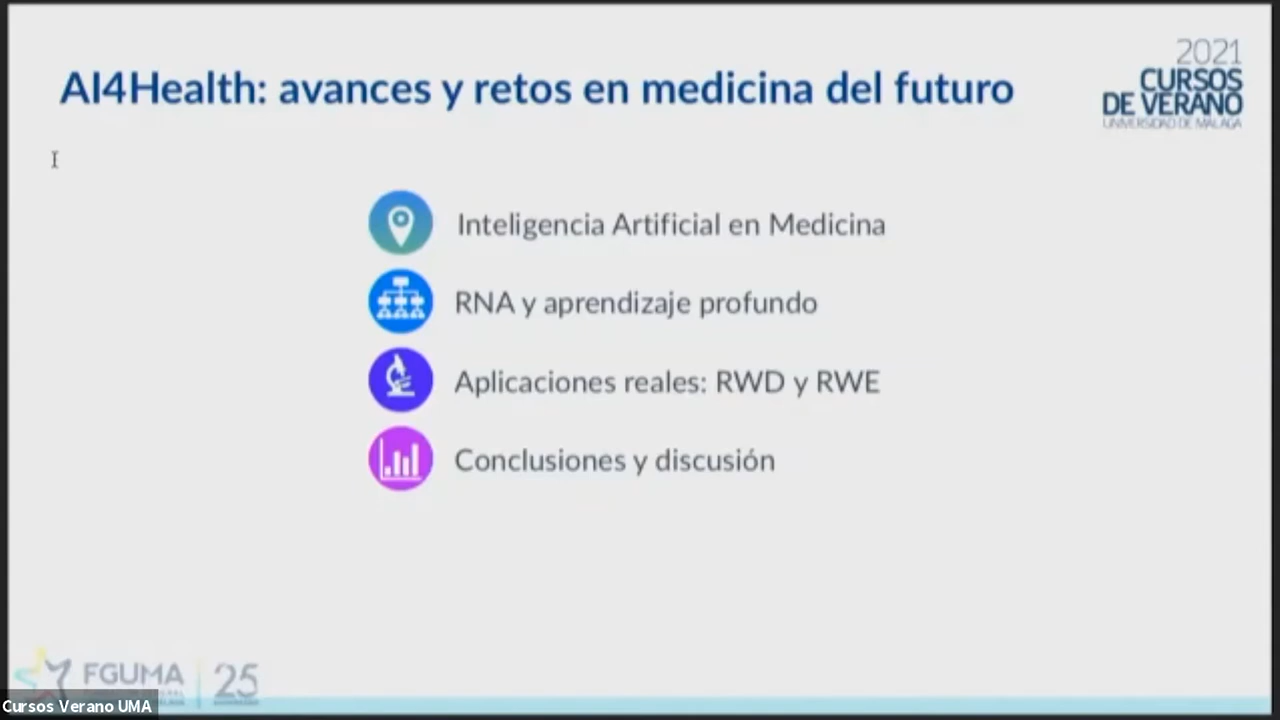 AI4Health: avances y retos en medicina del futuro
2021
CURSOS
DE VERANO
UNIVERSIDAD DE MÁLAGA
Inteligencia Artificial en Medicina
RNA y aprendizaje profundo
Aplicaciones reales: RWD y RWE
Conclusiones y discusión
FGUMA
25
Cursos Verano UMA